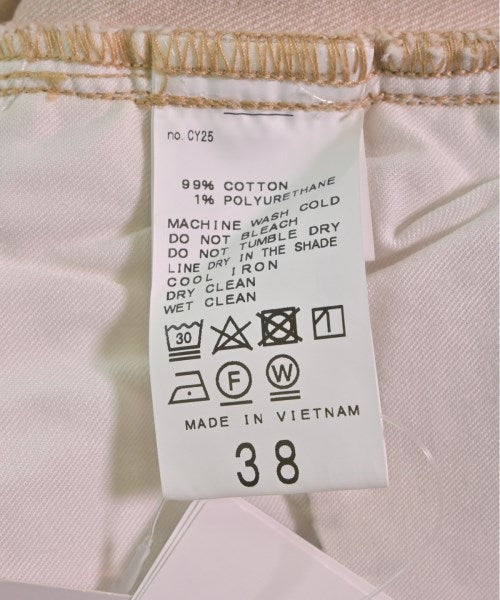 no. CY25
99% COTTON
1% POLYURETHANE
MACHINE WASH COLD
DO NOT BLEACH
DO NOT TUMBLE DRY
LINE DRY IN THE SHADE
COOL IRON
DRY CLEAN
WET CLEAN
30
F W
MADE IN VIETNAM
38